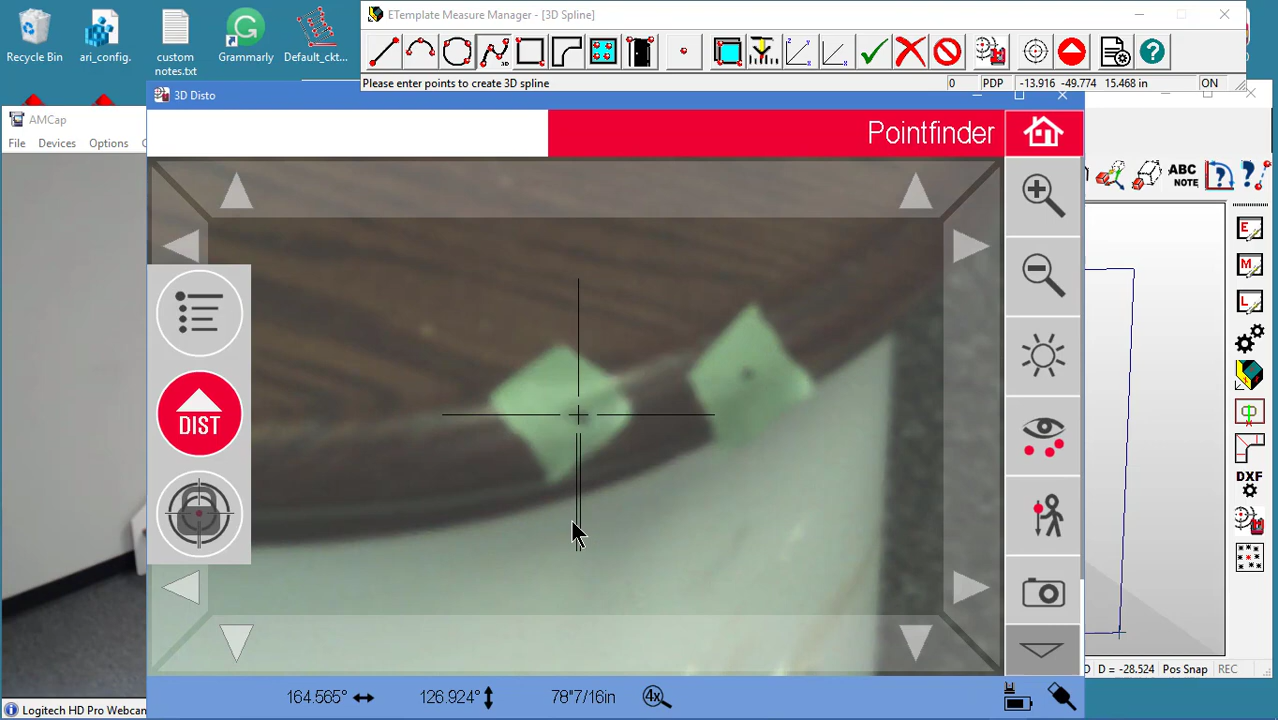 Recycle Bin
ari_config.
custom
notes.txt
Grammarly
Default_ckt...
ETemplate Measure Manager - [3D Spline]
3D
?
Please enter points to create 3D spline
0
PDP
-13.916 -49.774 15.468 in
ON
3D Disto
AMCap
File
Devices
Options
Pointfinder
DIST
ABC
NOTE
?
E
M
L
DXF
164.565°
126.924°
78"7/16in
4x
D = -28.524
Pos Snap
REC
Logitech HD Pro Webcam